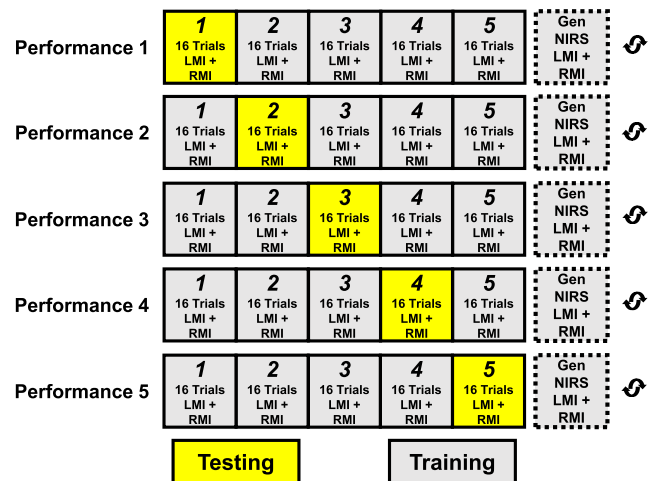 Performance 1
1 2 3 4 5
16 Trials 16 Trials 16 Trials 16 Trials 16 Trials
LMI + LMI + LMI + LMI + LMI +
RMI RMI RMI RMI RMI
Gen
NIRS
LMI +
RMI
Performance 2
1 2 3 4 5
16 Trials 16 Trials 16 Trials 16 Trials 16 Trials
LMI + LMI + LMI + LMI + LMI +
RMI RMI RMI RMI RMI
Gen
NIRS
LMI +
RMI
Performance 3
1 2 3 4 5
16 Trials 16 Trials 16 Trials 16 Trials 16 Trials
LMI + LMI + LMI + LMI + LMI +
RMI RMI RMI RMI RMI
Gen
NIRS
LMI +
RMI
Performance 4
1 2 3 4 5
16 Trials 16 Trials 16 Trials 16 Trials 16 Trials
LMI + LMI + LMI + LMI + LMI +
RMI RMI RMI RMI RMI
Gen
NIRS
LMI +
RMI
Performance 5
1 2 3 4 5
16 Trials 16 Trials 16 Trials 16 Trials 16 Trials
LMI + LMI + LMI + LMI + LMI +
RMI RMI RMI RMI RMI
Gen
NIRS
LMI +
RMI
Testing Training